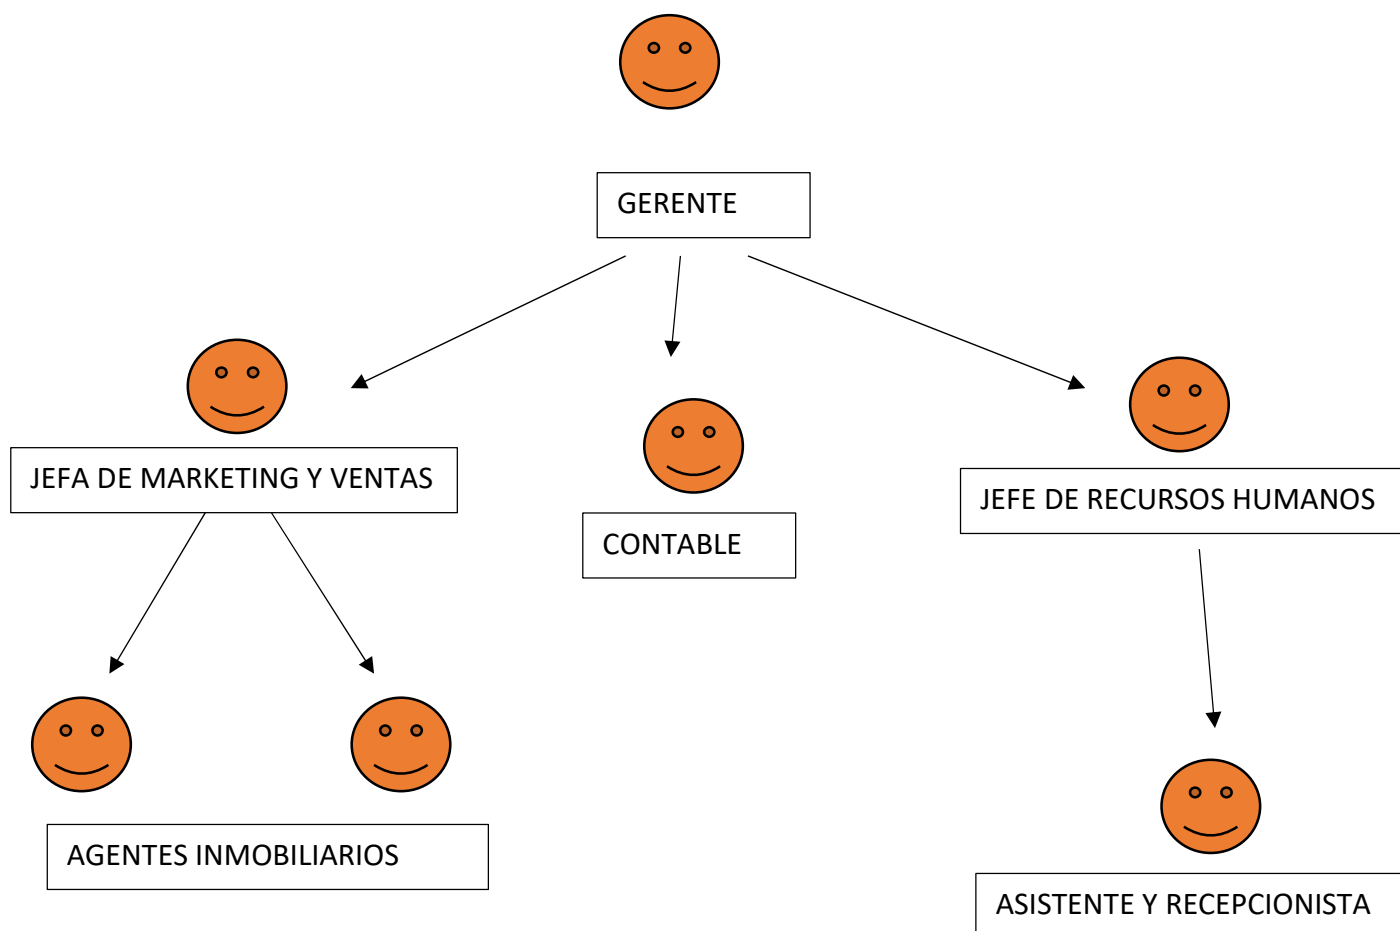 GERENTE
JEFA DE MARKETING Y VENTAS
CONTABLE
JEFE DE RECURSOS HUMANOS
AGENTES INMOBILIARIOS
ASISTENTE Y RECEPCIONISTA